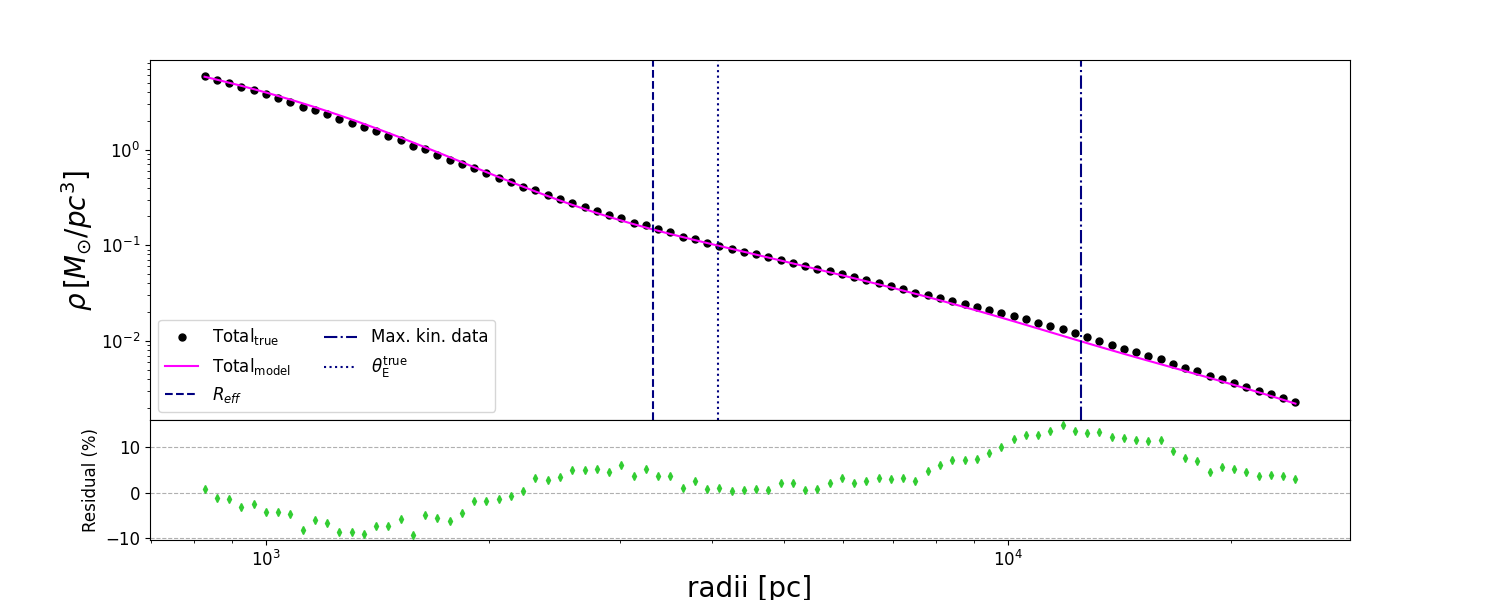 ρ [M⊙/pc³]
10⁰
10⁻¹
10⁻²
Total_true
Total_model
R_eff
Max. kin. data
θ_E^true
Residual (%)
10
0
−10
10³
10⁴
radii [pc]